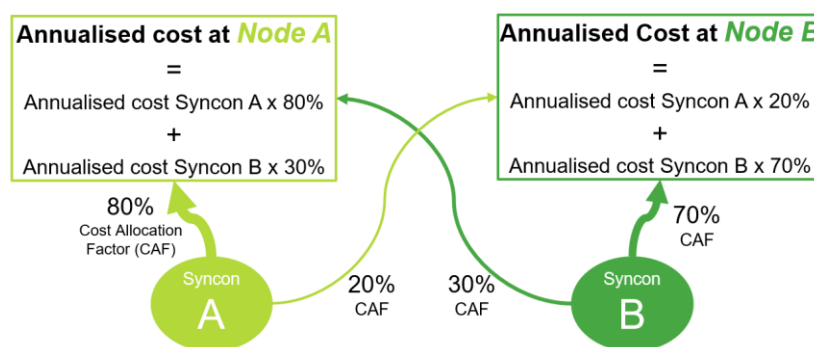 Annualised cost at Node A
=
Annualised cost Syncon A x 80%
+
Annualised cost Syncon B x 30%
Annualised Cost at Node B
=
Annualised cost Syncon A x 20%
+
Annualised cost Syncon B x 70%
80%
Cost Allocation
Factor (CAF)
70%
CAF
20%
CAF
30%
CAF
Syncon
A
Syncon
B